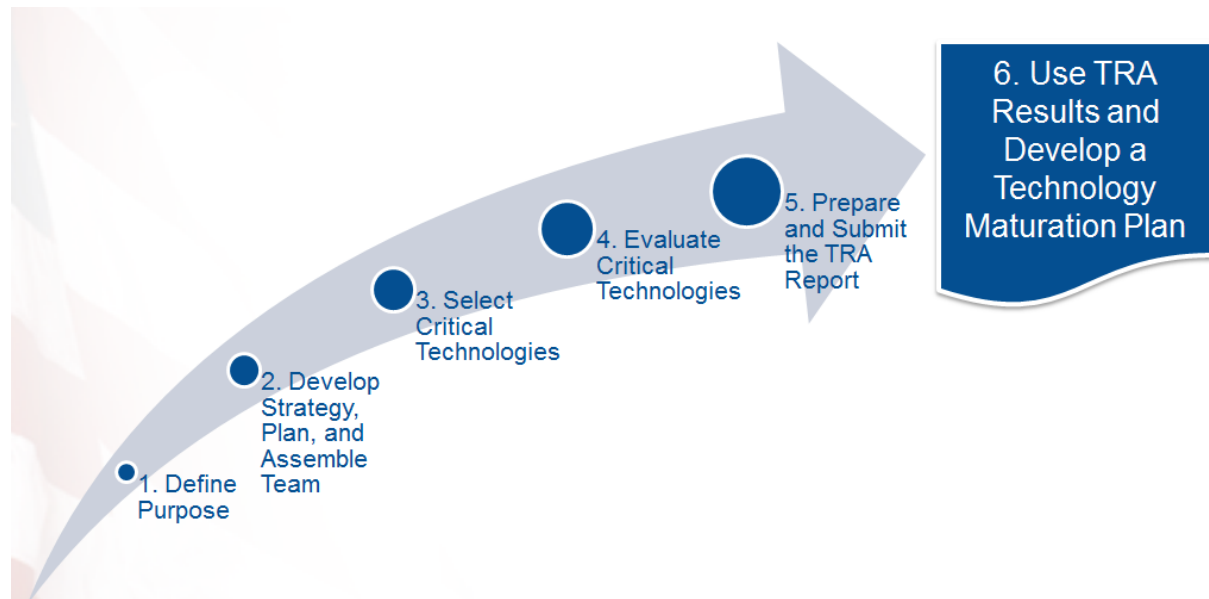 1. Define
Purpose
2. Develop
Strategy,
Plan, and
Assemble
Team
3. Select
Critical
Technologies
4. Evaluate
Critical
Technologies
5. Prepare
and Submit
the TRA
Report
6. Use TRA
Results and
Develop a
Technology
Maturation Plan